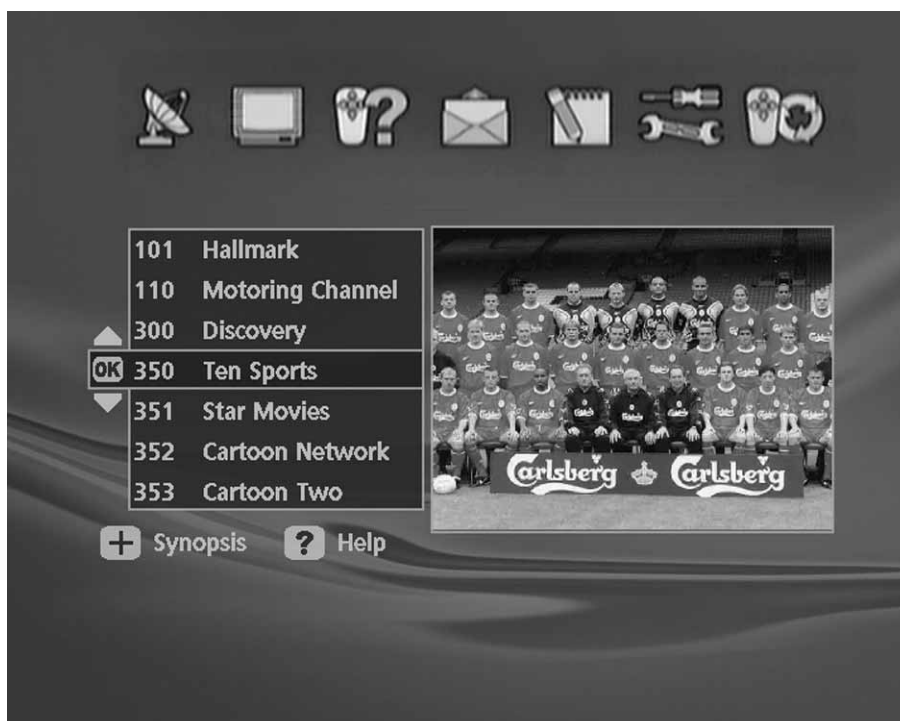 ?
101 Hallmark
110 Motoring Channel
300 Discovery
OK 350 Ten Sports
351 Star Movies
352 Cartoon Network
353 Cartoon Two
Carlsberg Carlsberg
+ Synopsis ? Help